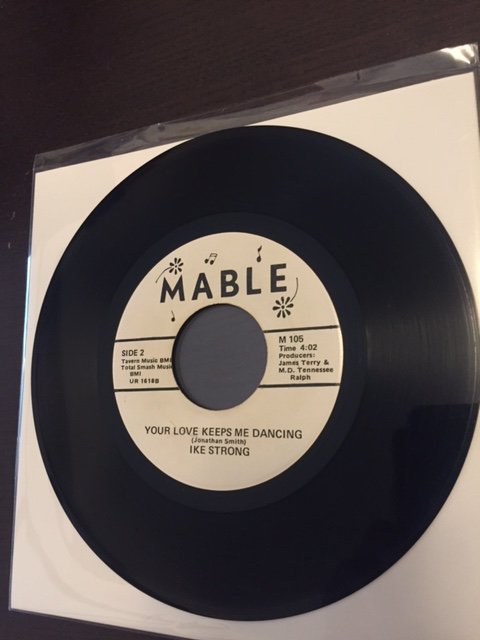 MABLE
SIDE 2
Tavern Music BMI
Total Smash Music
BMI
UR 1618B
M 105
Time 4:02
Producers:
James Terry &
M.D. Tennessee
Ralph
YOUR LOVE KEEPS ME DANCING
(Jonathan Smith)
IKE STRONG